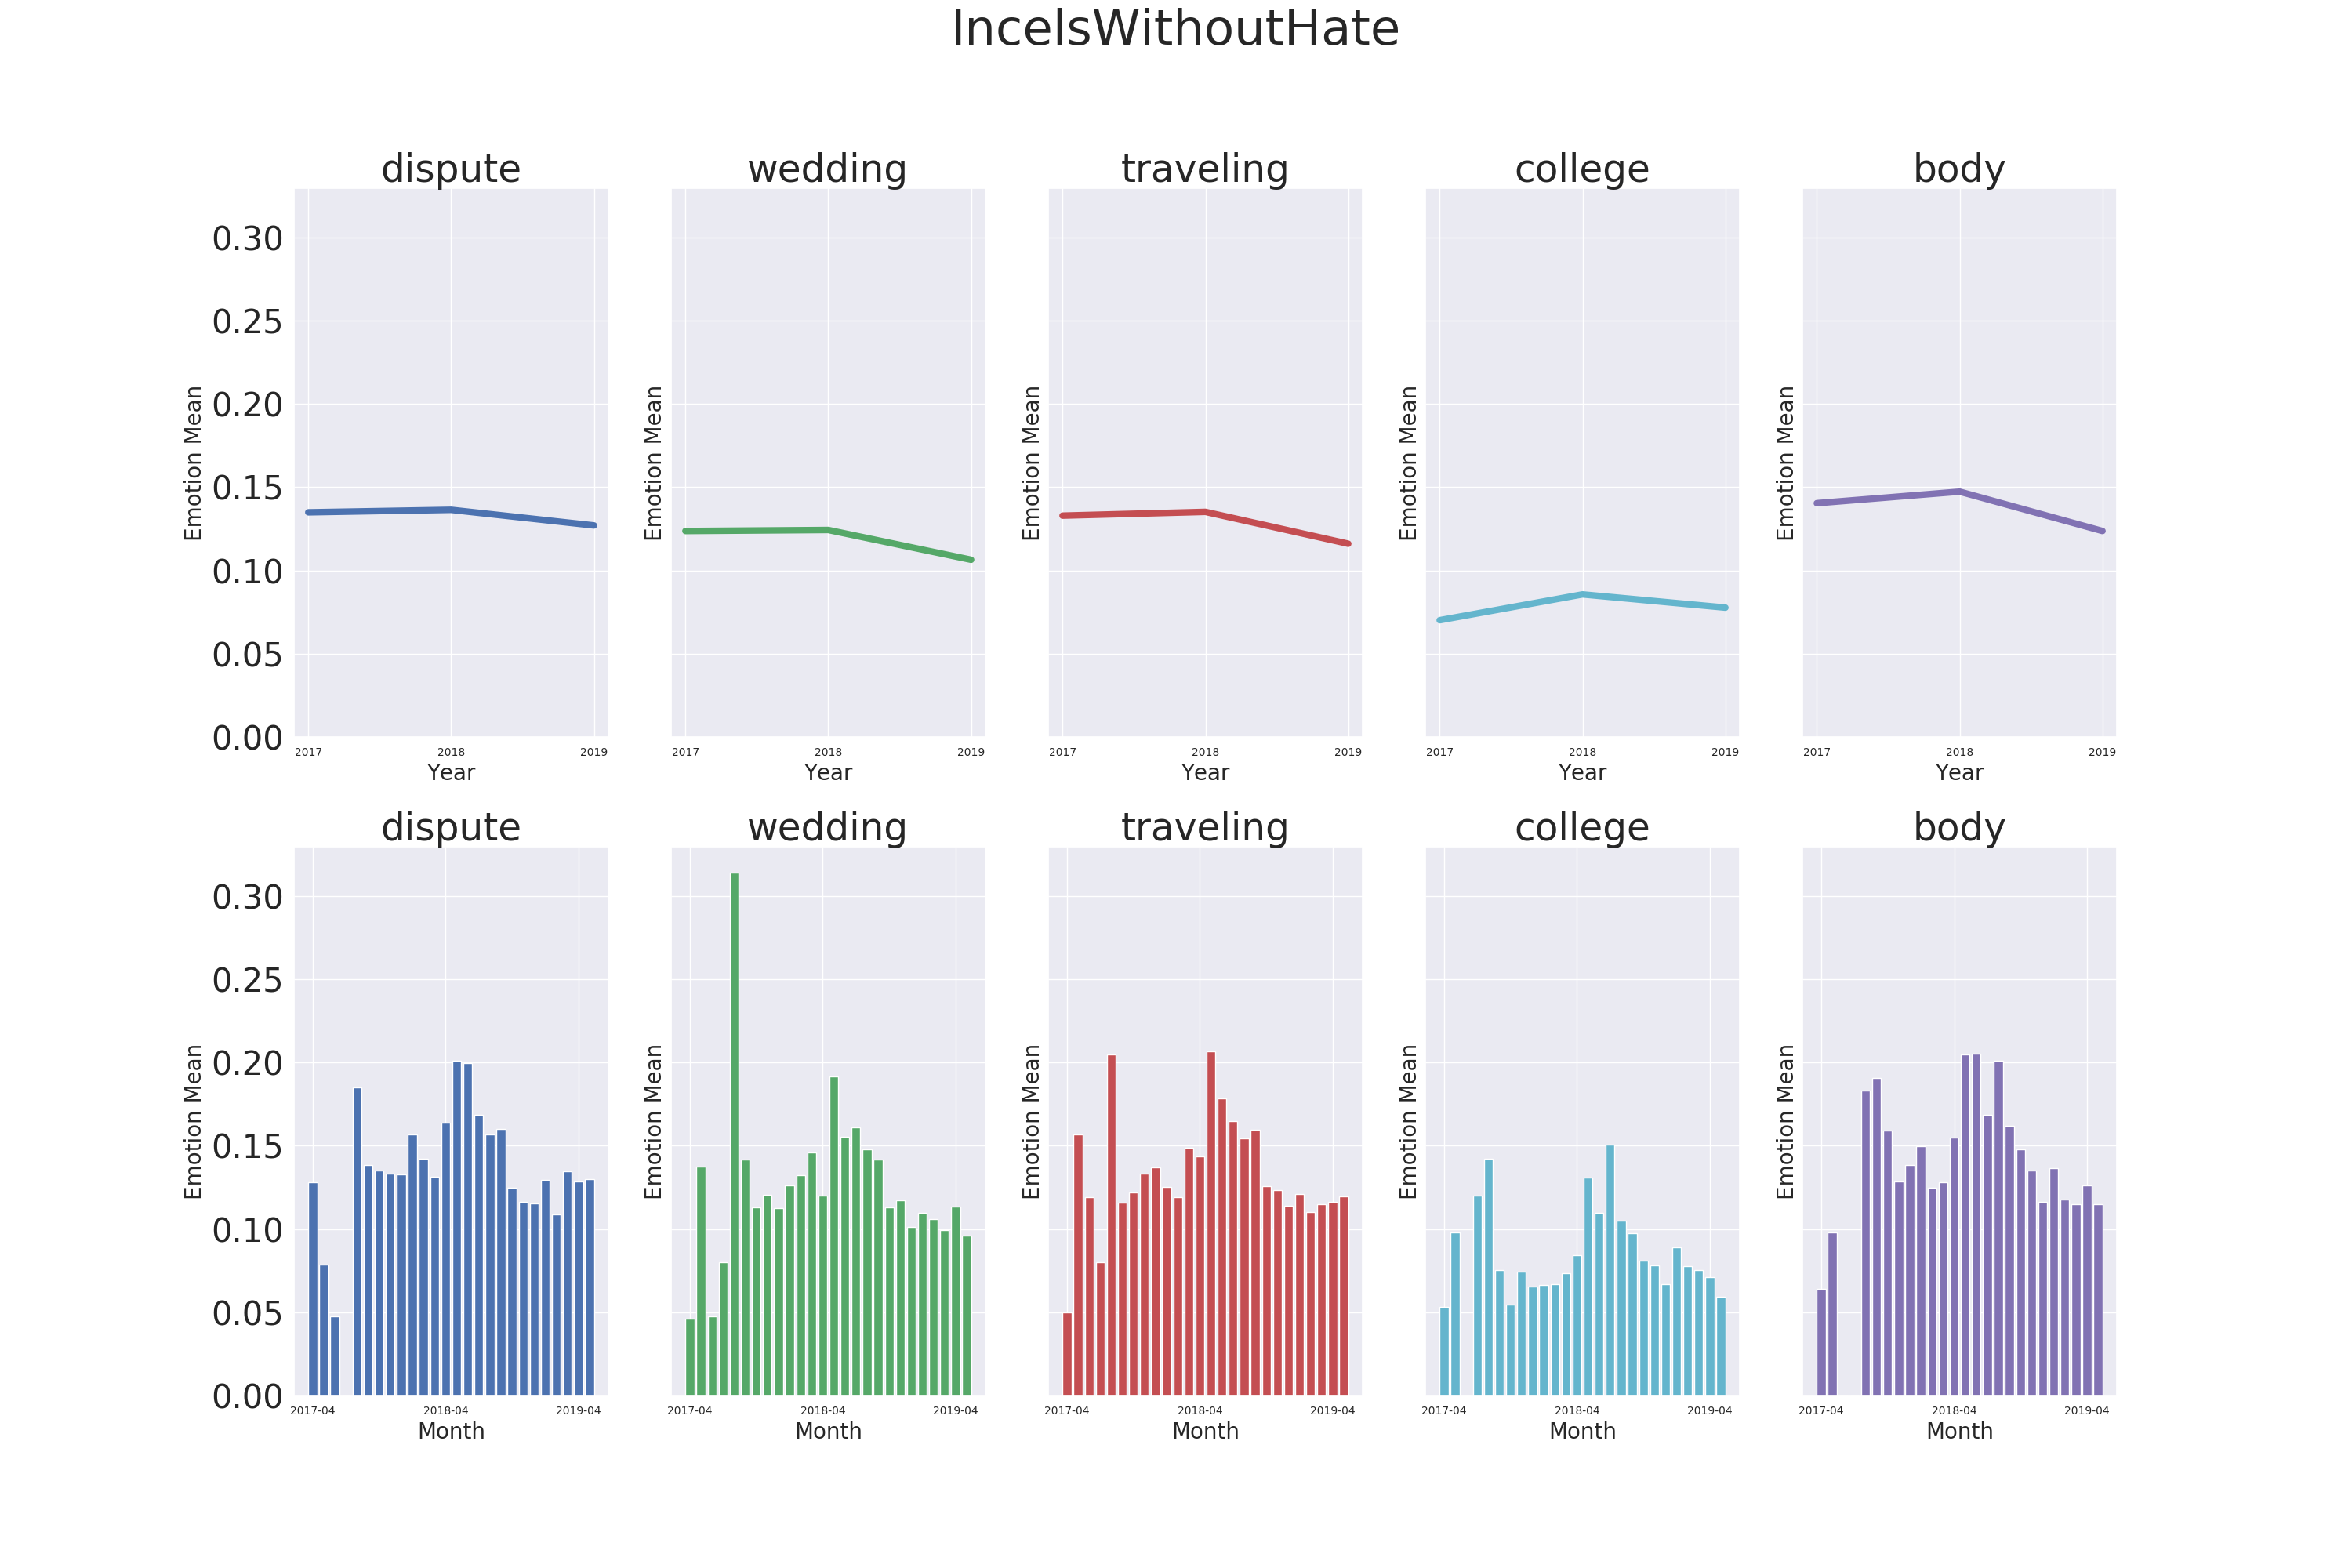 IncelsWithoutHate
dispute wedding traveling college body
0.30
0.25
0.20
0.15
0.10
0.05
0.00
Emotion Mean Emotion Mean Emotion Mean Emotion Mean Emotion Mean
2017 2018 2019 2017 2018 2019 2017 2018 2019 2017 2018 2019 2017 2018 2019
Year Year Year Year Year
dispute wedding traveling college body
0.30
0.25
0.20
0.15
0.10
0.05
0.00
Emotion Mean Emotion Mean Emotion Mean Emotion Mean Emotion Mean
2017-04 2018-04 2019-04 2017-04 2018-04 2019-04 2017-04 2018-04 2019-04 2017-04 2018-04 2019-04 2017-04 2018-04 2019-04
Month Month Month Month Month